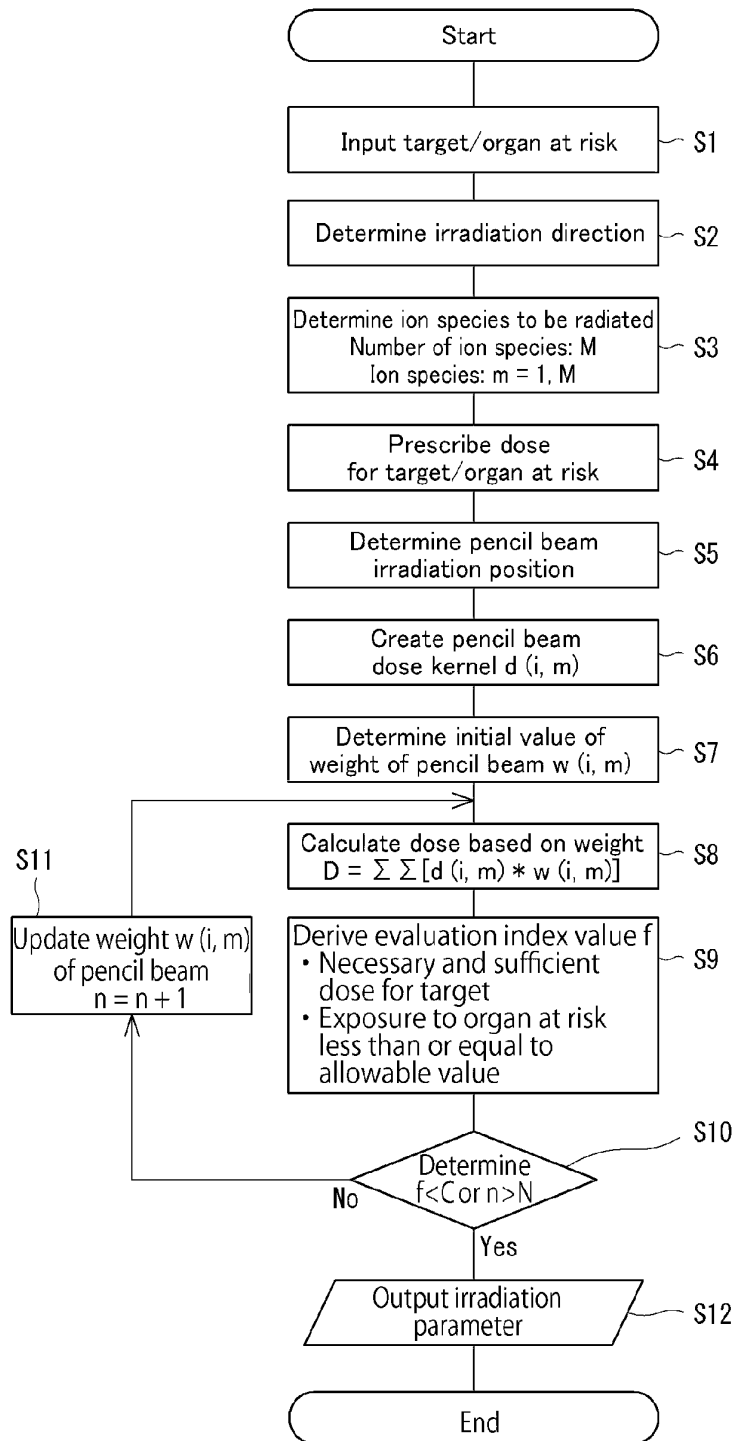 Start
Input target/organ at risk
S1
Determine irradiation direction
S2
Determine ion species to be radiated
Number of ion species: M
Ion species: m = 1, M
S3
Prescribe dose
for target/organ at risk
S4
Determine pencil beam
irradiation position
S5
Create pencil beam
dose kernel d (i, m)
S6
Determine initial value of
weight of pencil beam w (i, m)
S7
Calculate dose based on weight
D = Σ Σ [d (i, m) * w (i, m)]
S8
S11
Update weight w (i, m)
of pencil beam
n = n + 1
Derive evaluation index value f
• Necessary and sufficient
dose for target
• Exposure to organ at risk
less than or equal to
allowable value
S9
Determine
f<C or n>N
S10
No
Yes
Output irradiation
parameter
S12
End